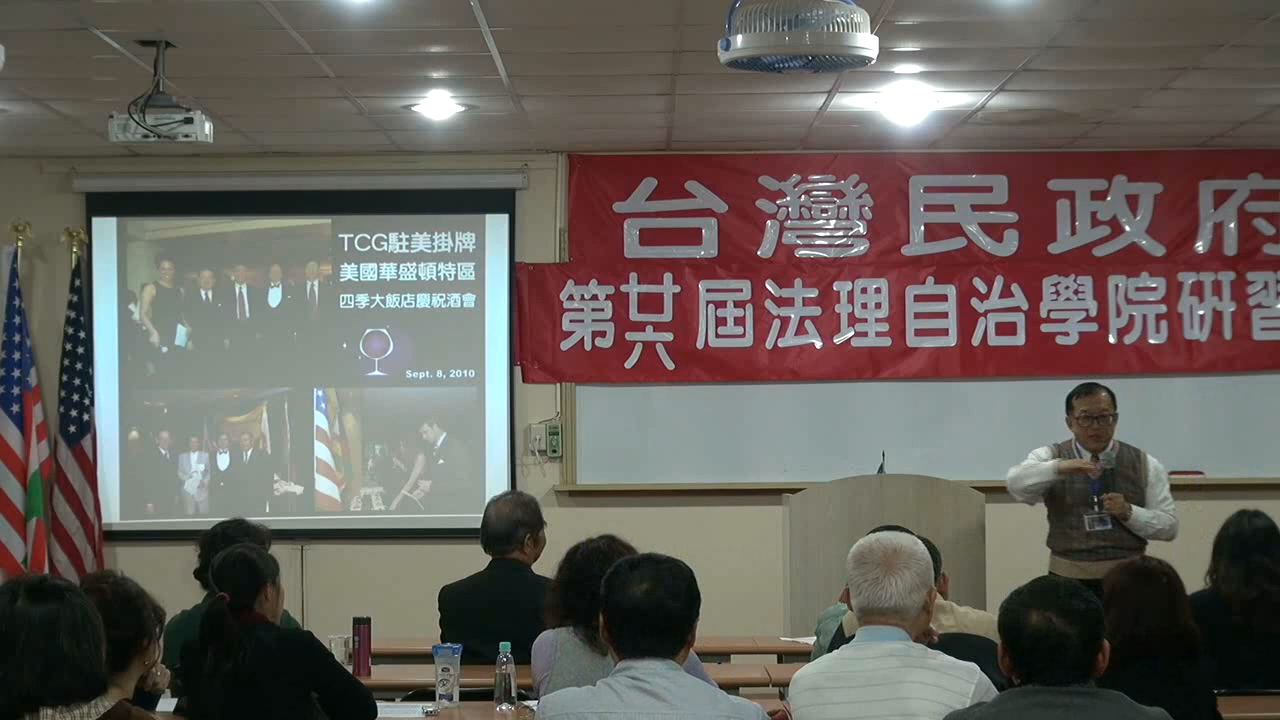 TCG駐美掛牌
美國華盛頓特區
四季大飯店慶祝酒會
Sept. 8, 2010
台灣民政府
第廿六屆法理自治學院研習